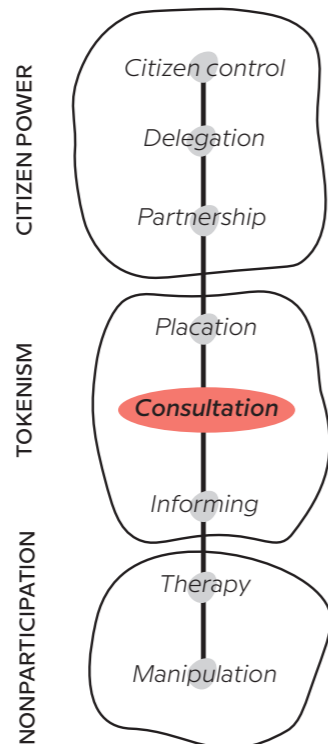 CITIZEN POWER
Citizen control
Delegation
Partnership
TOKENISM
Placation
Consultation
Informing
NONPARTICIPATION
Therapy
Manipulation